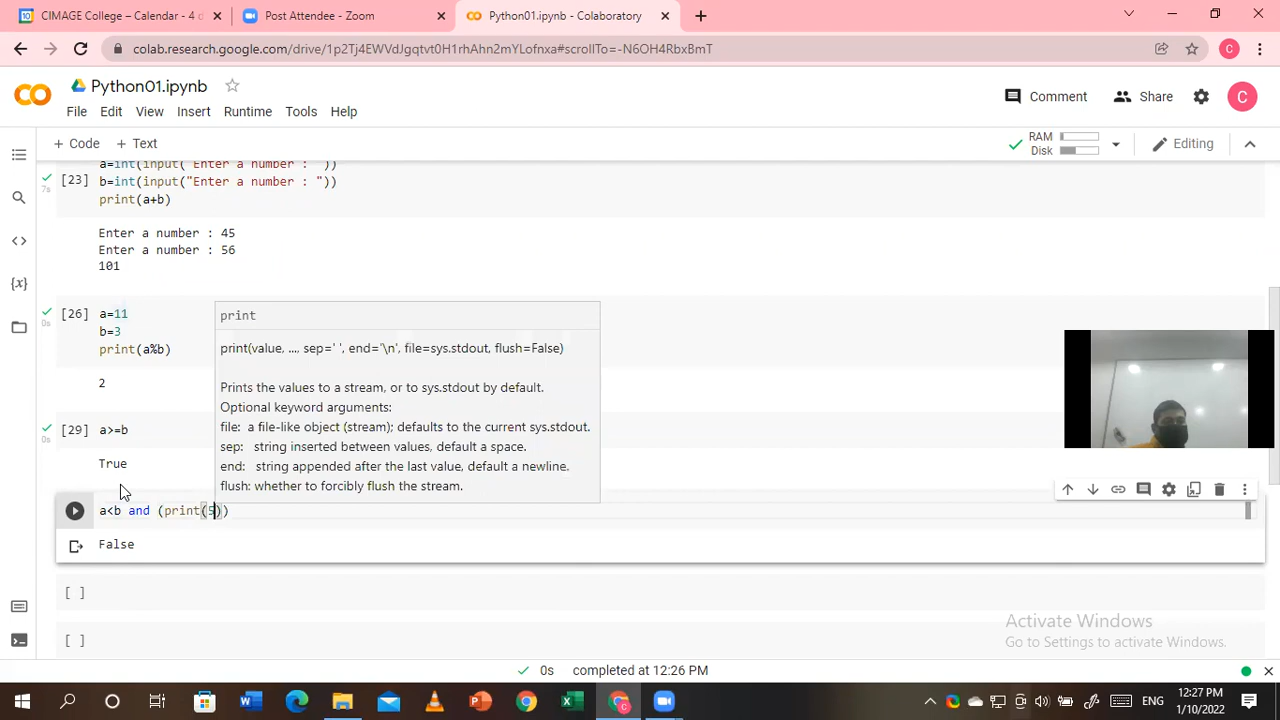 CIMAGE College – Calendar - 4 d
Post Attendee - Zoom
Python01.ipynb - Colaboratory
colab.research.google.com/drive/1p2Tj4EWVdJgqtvt0H1rhAhn2mYLofnxa#scrollTo=-N6OH4RbxBmT
Python01.ipynb
Comment
Share
C
File Edit View Insert Runtime Tools Help
+ Code + Text
RAM
Disk
Editing
a=int(input("Enter a number : "))
[23] b=int(input("Enter a number : "))
7s
print(a+b)
Enter a number : 45
Enter a number : 56
101
[26] a=11
0s
b=3
print(a%b)
2
print
print(value, ..., sep=' ', end='\n', file=sys.stdout, flush=False)
Prints the values to a stream, or to sys.stdout by default.
Optional keyword arguments:
file: a file-like object (stream); defaults to the current sys.stdout.
sep: string inserted between values, default a space.
end: string appended after the last value, default a newline.
flush: whether to forcibly flush the stream.
[29] a>=b
0s
True
a<b and (print(5))
False
[ ]
[ ]
Activate Windows
Go to Settings to activate Windows.
0s completed at 12:26 PM
ENG
12:27 PM
1/10/2022